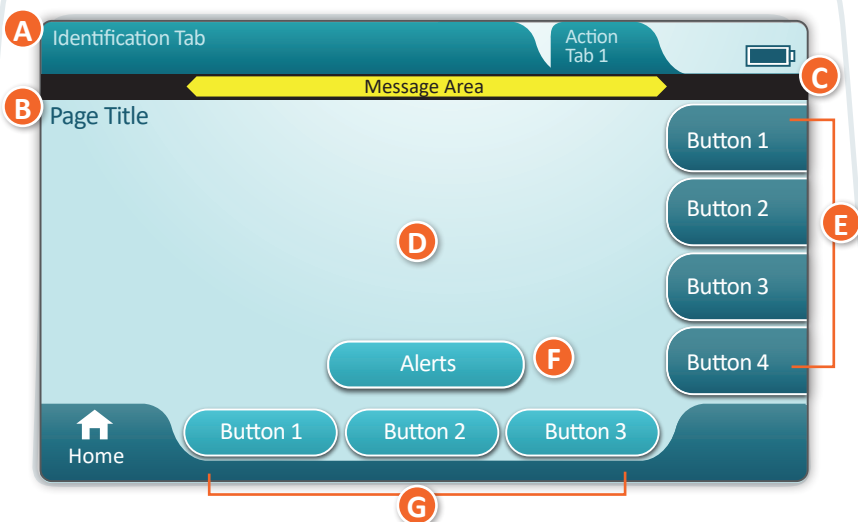 A
Identification Tab
Action
Tab 1
C
Message Area
B
Page Title
Button 1
Button 2
E
D
Button 3
Alerts
F
Button 4
Button 1
Button 2
Button 3
Home
G